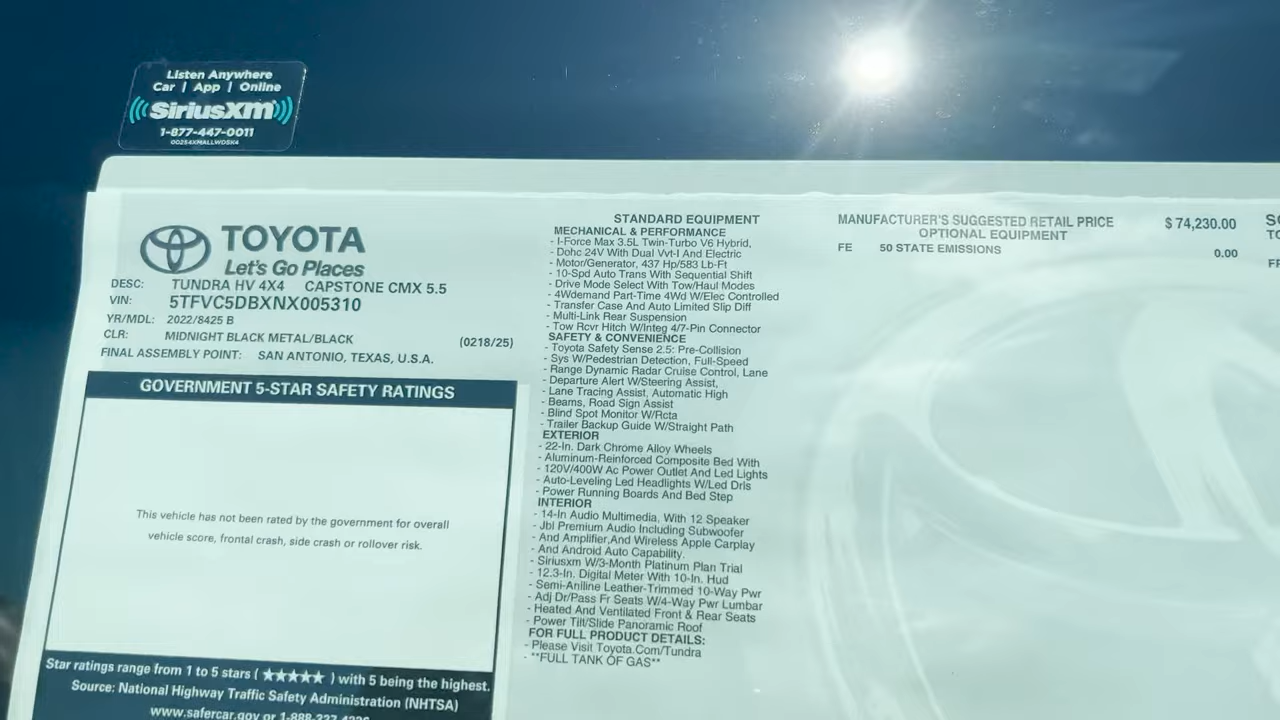 Listen Anywhere
Car | App | Online
SiriusXM
1-877-447-0011
TOYOTA
Let's Go Places
DESC: TUNDRA HV 4X4 CAPSTONE CMX 5.5
VIN: 5TFVC5DBXNX005310
YR/MDL: 2022/8425 B
CLR: MIDNIGHT BLACK METAL/BLACK (0218/25)
FINAL ASSEMBLY POINT: SAN ANTONIO, TEXAS, U.S.A.
GOVERNMENT 5-STAR SAFETY RATINGS
This vehicle has not been rated by the government for overall
vehicle score, frontal crash, side crash or rollover risk.
Star ratings range from 1 to 5 stars ( ★★★★★ ) with 5 being the highest.
Source: National Highway Traffic Safety Administration (NHTSA)
www.safercar.gov or 1-888-327-4236
STANDARD EQUIPMENT
MECHANICAL & PERFORMANCE
- I-Force Max 3.5L Twin-Turbo V6 Hybrid,
- Dohc 24V With Dual Vvt-I And Electric
- Motor/Generator, 437 Hp/583 Lb-Ft
- 10-Spd Auto Trans With Sequential Shift
- Drive Mode Select With Tow/Haul Modes
- 4Wdemand Part-Time 4Wd W/Elec Controlled
- Transfer Case And Auto Limited Slip Diff
- Multi-Link Rear Suspension
- Tow Rcvr Hitch W/Integ 4/7-Pin Connector
SAFETY & CONVENIENCE
- Toyota Safety Sense 2.5: Pre-Collision
- Sys W/Pedestrian Detection, Full-Speed
- Range Dynamic Radar Cruise Control, Lane
- Departure Alert W/Steering Assist,
- Lane Tracing Assist, Automatic High
- Beams, Road Sign Assist
- Blind Spot Monitor W/Rcta
- Trailer Backup Guide W/Straight Path
EXTERIOR
- 22-In. Dark Chrome Alloy Wheels
- Aluminum-Reinforced Composite Bed With
- 120V/400W Ac Power Outlet And Led Lights
- Auto-Leveling Led Headlights W/Led Drls
- Power Running Boards And Bed Step
INTERIOR
- 14-In Audio Multimedia, With 12 Speaker
- Jbl Premium Audio Including Subwoofer
- And Amplifier,And Wireless Apple Carplay
- And Android Auto Capability.
- Siriusxm W/3-Month Platinum Plan Trial
- 12.3-In. Digital Meter With 10-In. Hud
- Semi-Aniline Leather-Trimmed 10-Way Pwr
- Adj Dr/Pass Fr Seats W/4-Way Pwr Lumbar
- Heated And Ventilated Front & Rear Seats
- Power Tilt/Slide Panoramic Roof
FOR FULL PRODUCT DETAILS:
- Please Visit Toyota.Com/Tundra
- **FULL TANK OF GAS**
MANUFACTURER'S SUGGESTED RETAIL PRICE $ 74,230.00
OPTIONAL EQUIPMENT
FE 50 STATE EMISSIONS 0.00